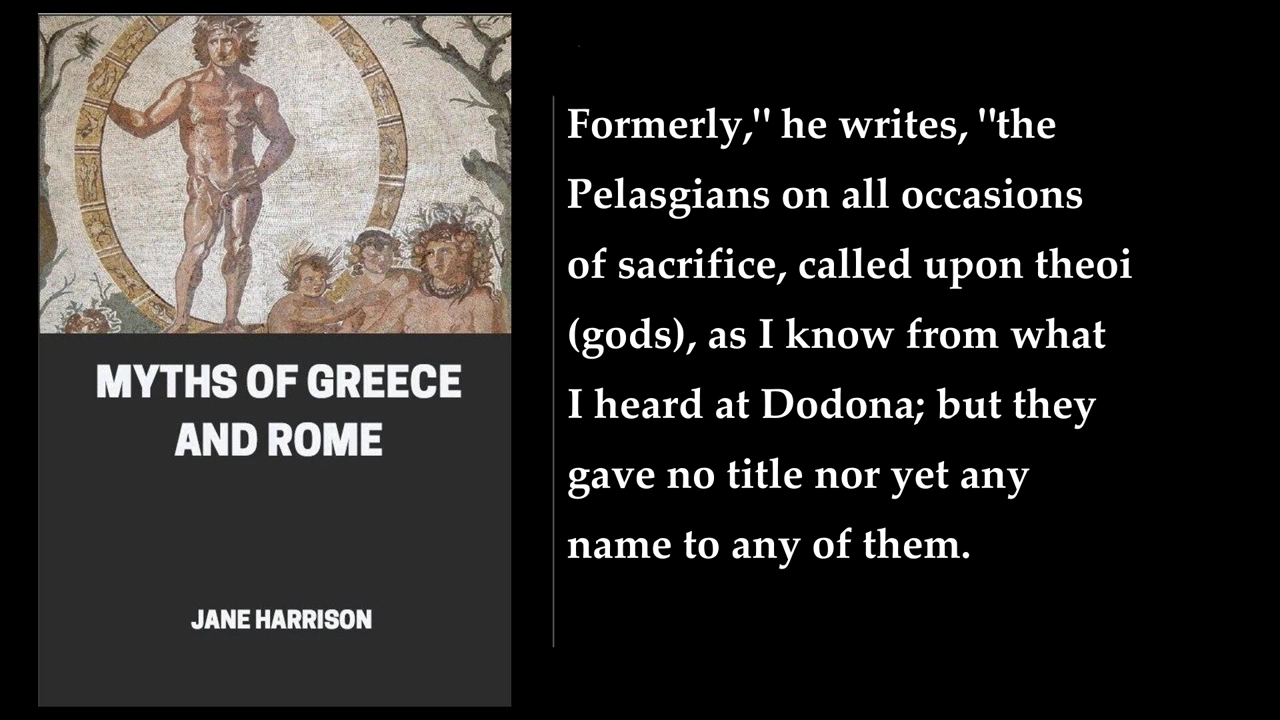 MYTHS OF GREECE
AND ROME
JANE HARRISON
Formerly," he writes, "the
Pelasgians on all occasions
of sacrifice, called upon theoi
(gods), as I know from what
I heard at Dodona; but they
gave no title nor yet any
name to any of them.